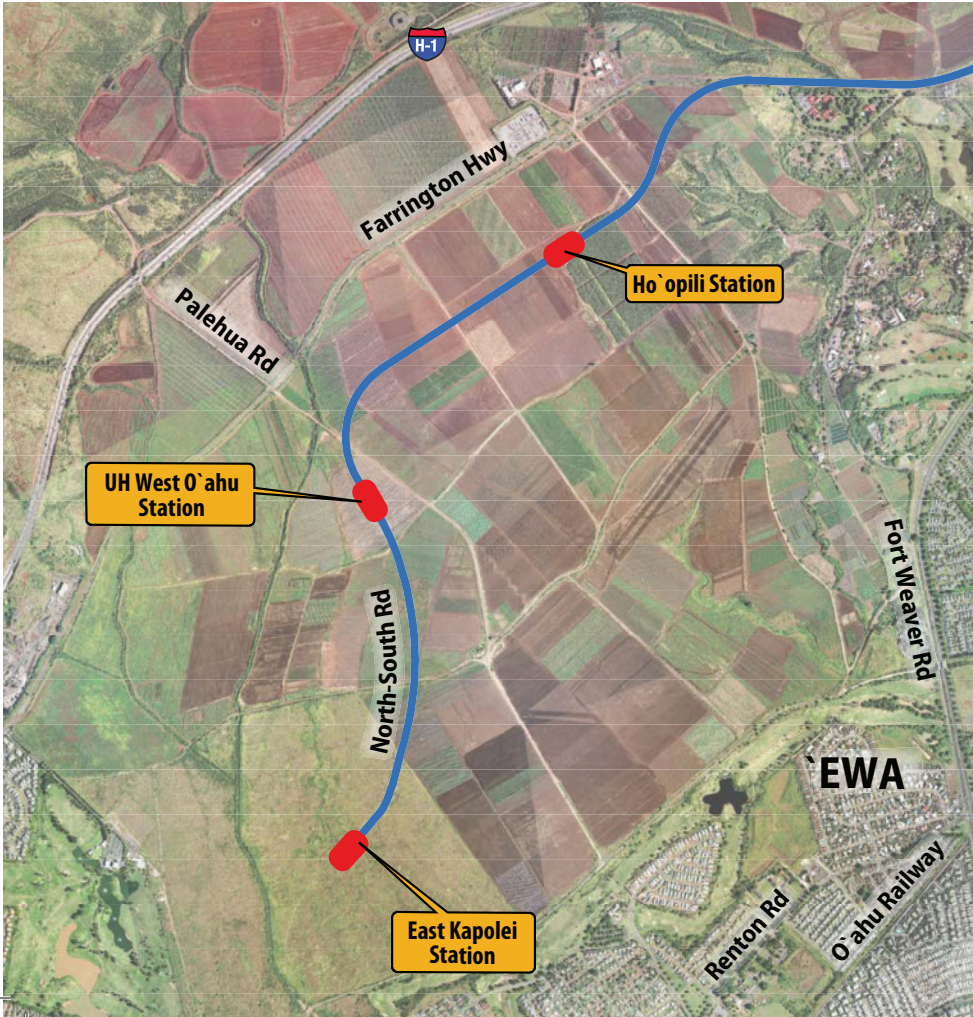 H-1
Farrington Hwy
Ho`opili Station
Palehua Rd
UH West O`ahu
Station
Fort Weaver Rd
North-South Rd
`EWA
East Kapolei
Station
Renton Rd
O`ahu Railway